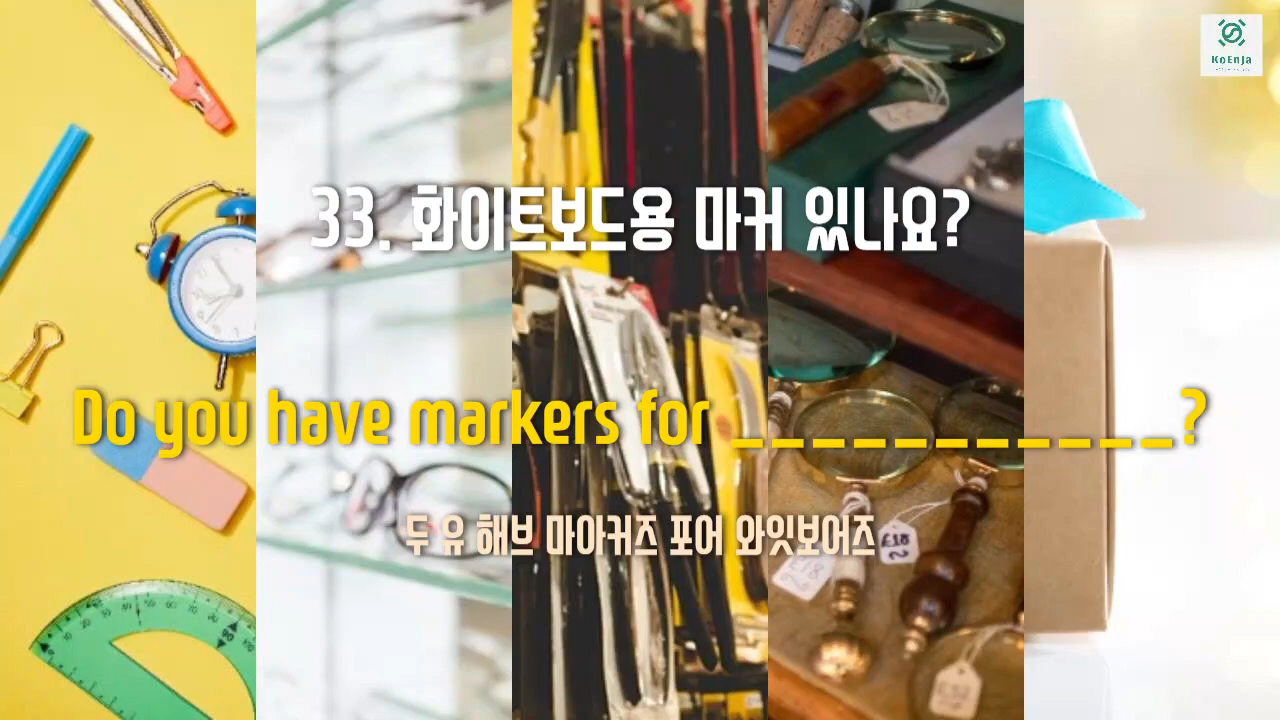 KoEnja
33. 화이트보드용 마커 있나요?
Do you have markers for ___________?
두 유 해브 마아커즈 포어 와잇보어즈
£18